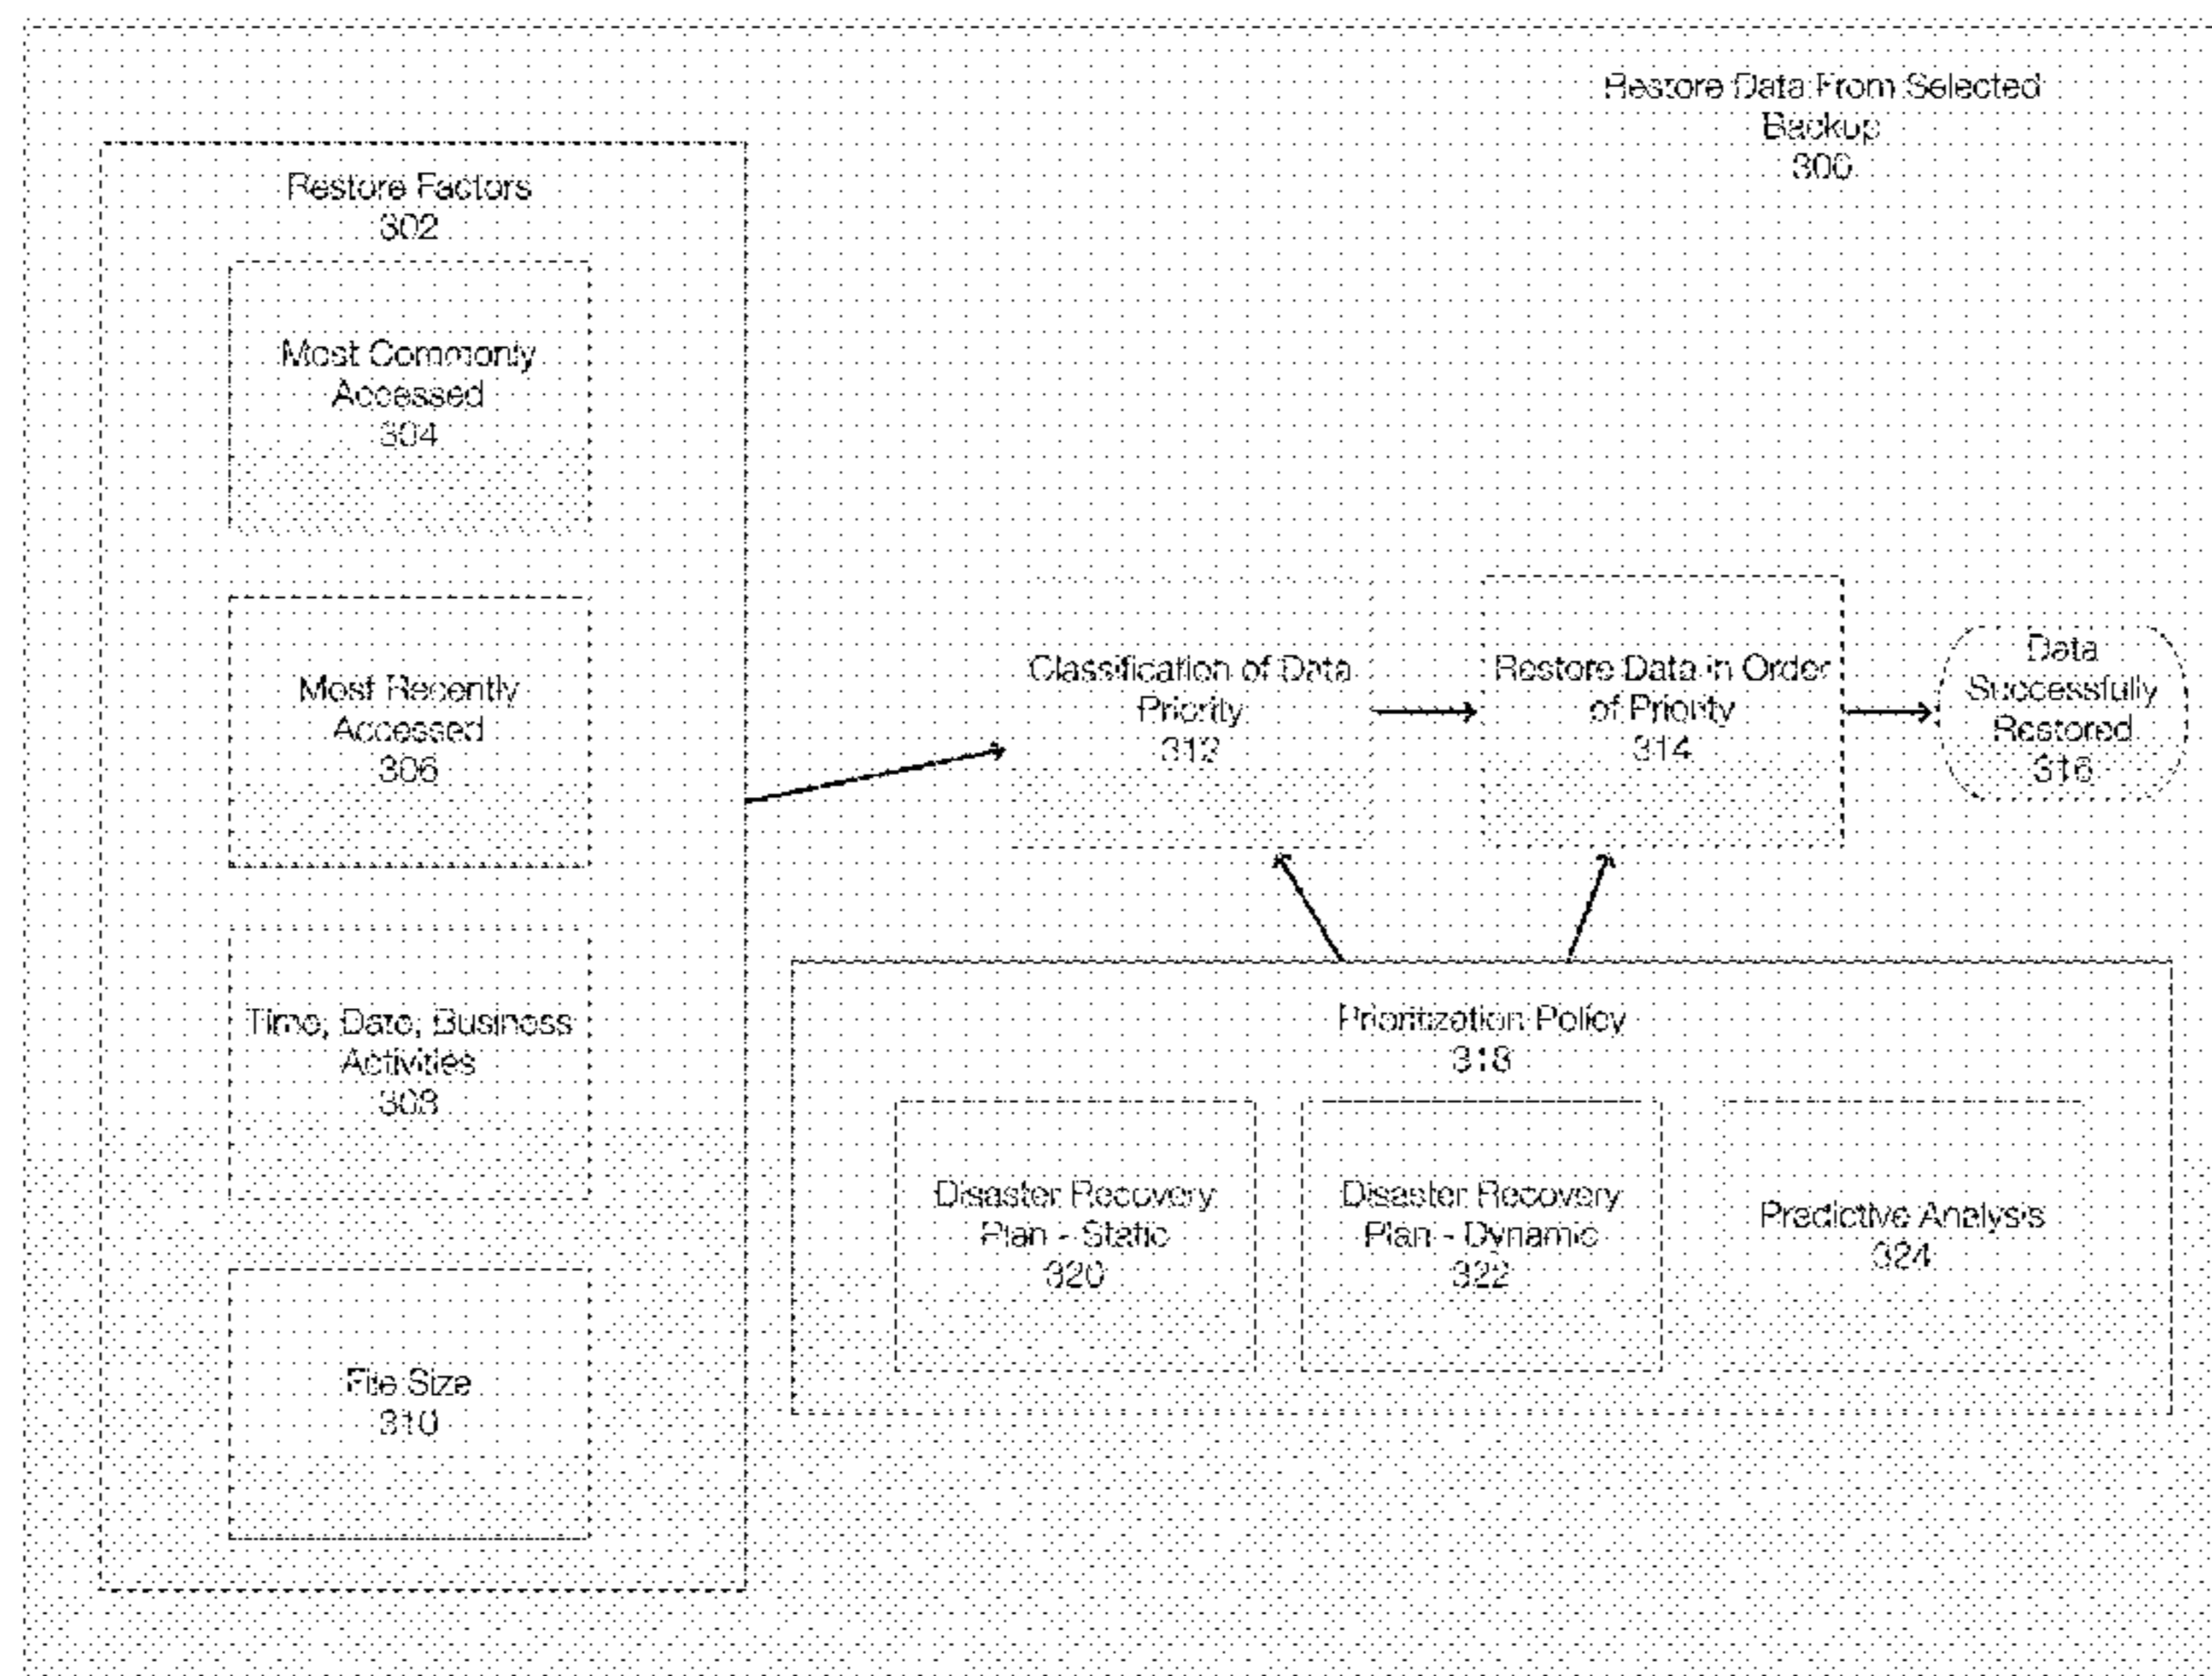 Restore Data From Selected
Backup
300
Restore Factors
302
Most Commonly
Accessed
304
Most Recently
Accessed
306
Time, Date, Business
Activities
308
File Size
310
Classification of Data
Priority
312
Restore Data in Order
of Priority
314
Data
Successfully
Restored
316
Prioritization Policy
318
Disaster Recovery
Plan - Static
320
Disaster Recovery
Plan - Dynamic
322
Predictive Analysis
324